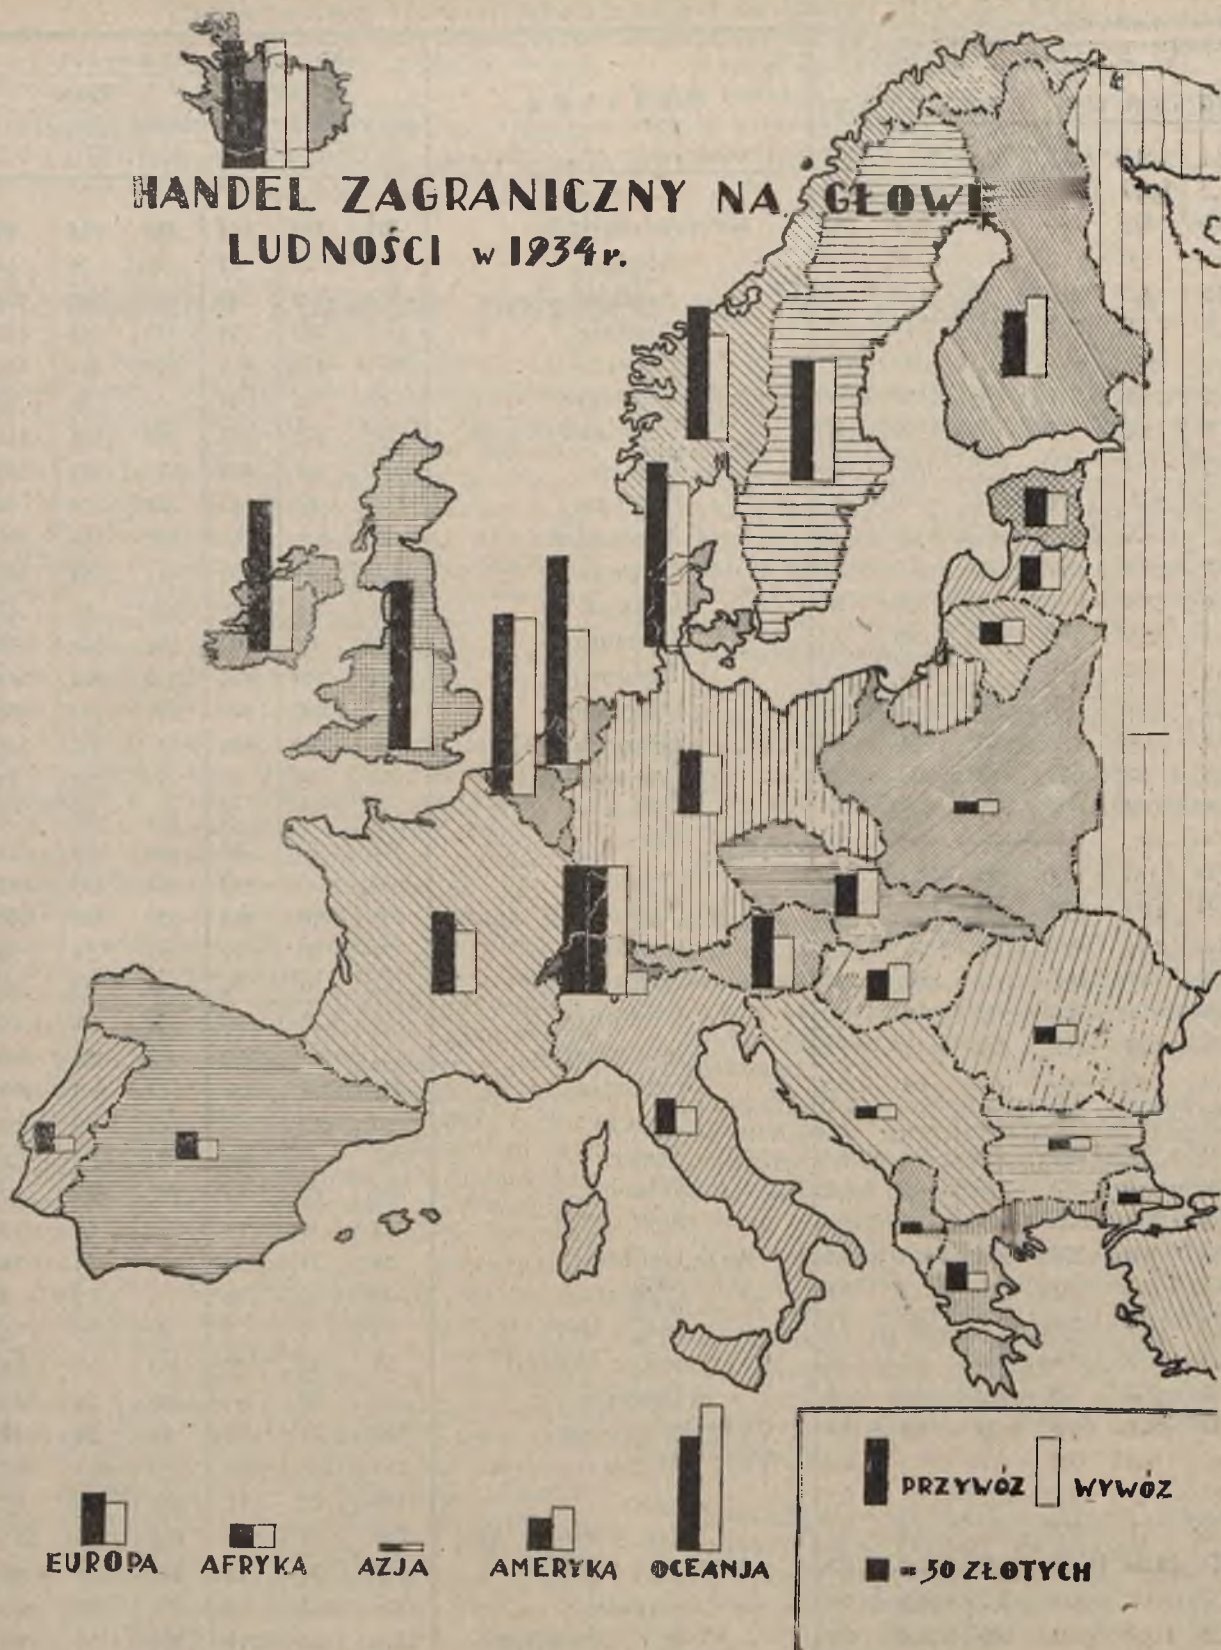 HANDEL ZAGRANICZNY NA GŁOWĘ
LUDNOŚCI w 1934 r.
EUROPA
AFRYKA
AZJA
AMERYKA
OCEANJA
PRZYWÓZ
WYWÓZ
= 50 ZŁOTYCH